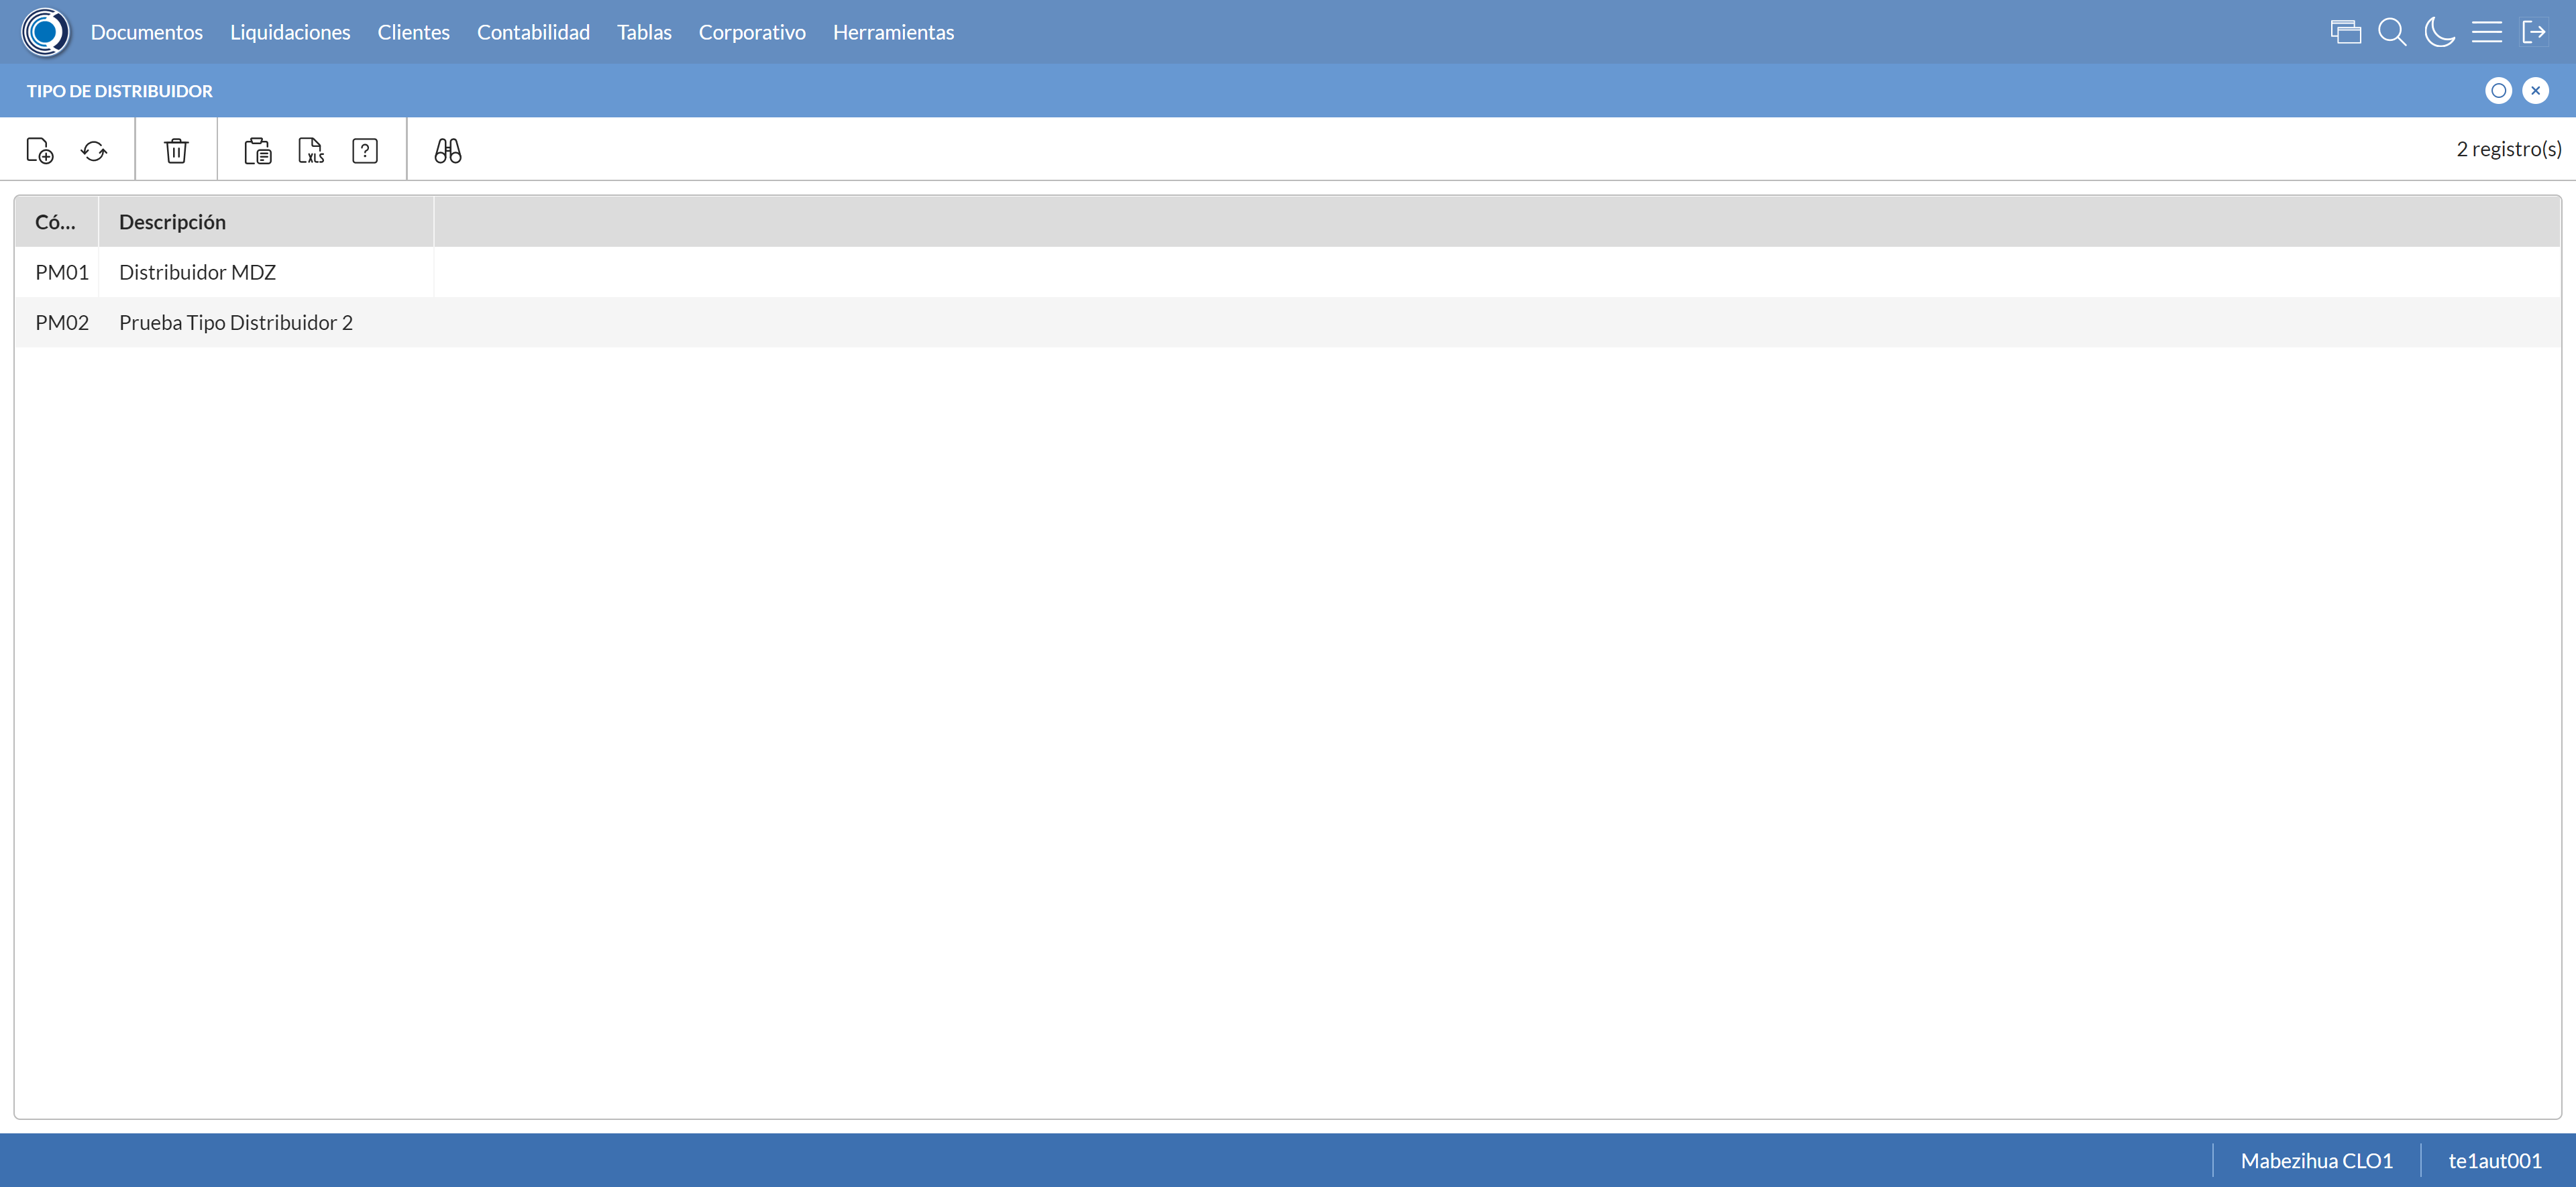 Documentos Liquidaciones Clientes Contabilidad Tablas Corporativo Herramientas
TIPO DE DISTRIBUIDOR
XLS ? 2 registro(s)
Có... Descripción
PM01 Distribuidor MDZ
PM02 Prueba Tipo Distribuidor 2
Mabezihua CLO1 te1aut001